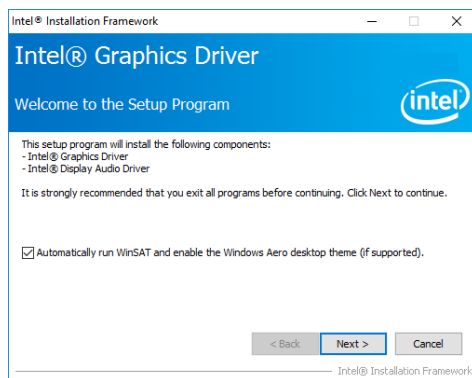 Intel® Installation Framework
Intel® Graphics Driver
Welcome to the Setup Program
intel
This setup program will install the following components:
- Intel® Graphics Driver
- Intel® Display Audio Driver
It is strongly recommended that you exit all programs before continuing. Click Next to continue.
Automatically run WinSAT and enable the Windows Aero desktop theme (if supported).
< Back Next > Cancel
Intel® Installation Framework